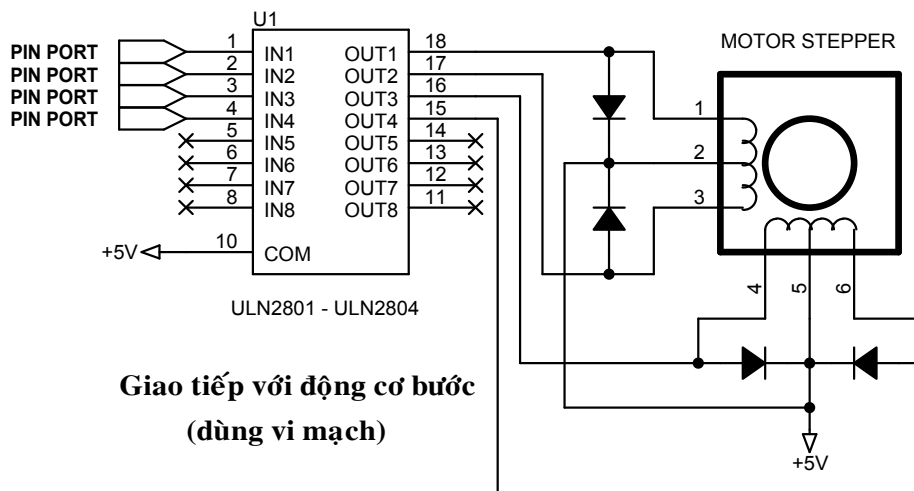 U1
PIN PORT 1 IN1 OUT1 18
PIN PORT 2 IN2 OUT2 17
PIN PORT 3 IN3 OUT3 16
PIN PORT 4 IN4 OUT4 15
5 IN5 OUT5 14
6 IN6 OUT6 13
7 IN7 OUT7 12
8 IN8 OUT8 11
+5V 10 COM
ULN2801 - ULN2804
MOTOR STEPPER
1
2
3
4 5 6
+5V
Giao tiếp với động cơ bước
(dùng vi mạch)